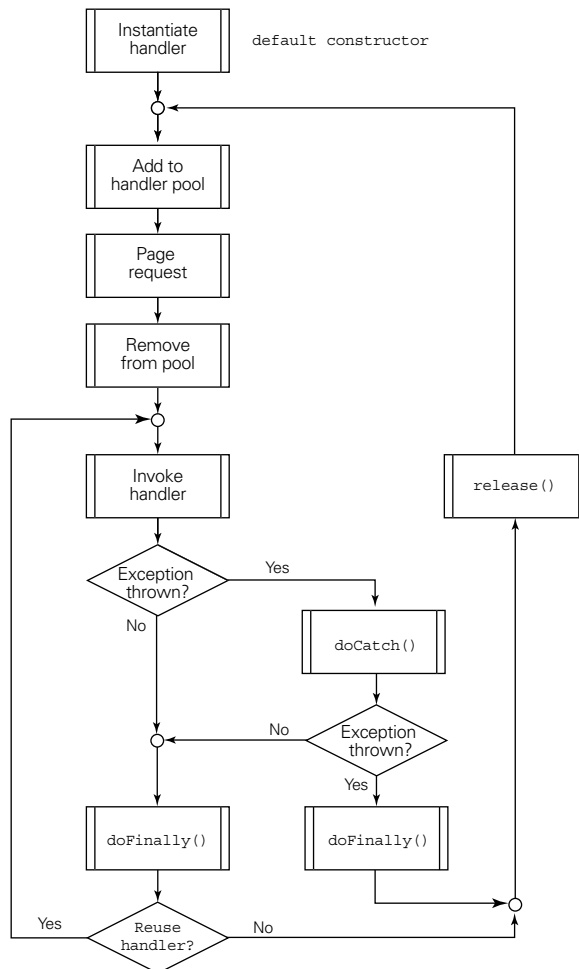 Instantiate
handler
default constructor
Add to
handler pool
Page
request
Remove
from pool
Invoke
handler
release()
Exception
thrown?
Yes
No
doCatch()
Exception
thrown?
No
Yes
doFinally()
doFinally()
Reuse
handler?
Yes
No